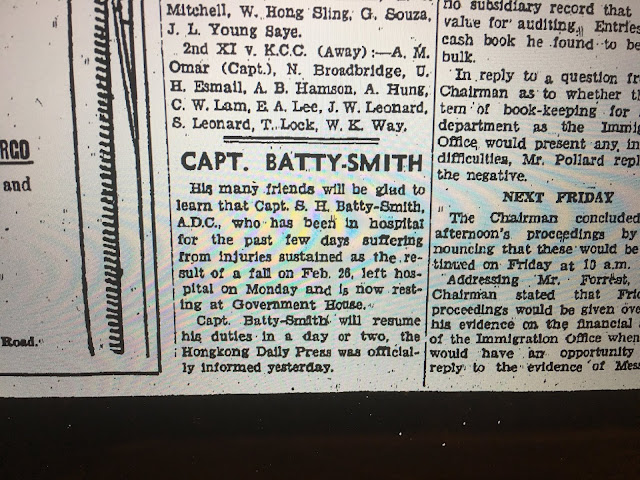 RGO
and
Road."
Mitchell, W. Hong Sling, G. Souza,
J. L. Young Saye.
2nd XI v. K.C.C. (Away) :—A. M.
Omar (Capt.), N. Broadbridge, U.
H. Esmail, A. B. Hamson, A. Hung,
C. W. Lam, E. A. Lee, J. W. Leonard,
S. Leonard, T. Lock, W. K. Way.
CAPT. BATTY-SMITH
His many friends will be glad to
learn that Capt. S. H. Batty-Smith,
A.D.C., who has been in hospital
for the past few days suffering
from injuries sustained as the re-
sult of a fall on Feb. 26, left hos-
pital on Monday and is now rest-
ing at Government House.
Capt. Batty-Smith will resume
his duties in a day or two, the
Hongkong Daily Press was official-
ly informed yesterday.
no subsidiary record that
value for auditing. Entries
cash book he found to be
bulk.
In reply to a question fr
Chairman as to whether th
tem of book-keeping for
department as the Immig
Office would present any in
difficulties, Mr. Pollard repl
the negative.
NEXT FRIDAY
The Chairman concluded
afternoon's proceedings by
nouncing that these would be
tinued on Friday at 10 a.m.
Addressing Mr. Forrest,
Chairman stated that Frid
proceedings would be given ove
his evidence on the financial
of the Immigration Office when
would have an opportunity
reply to the evidence of Mes